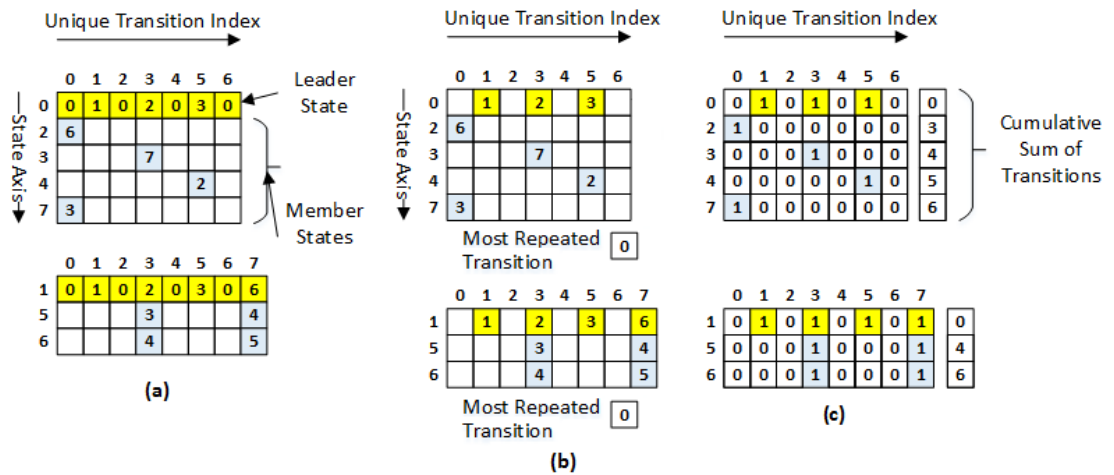 Unique Transition Index
0 1 2 3 4 5 6
State Axis
0 0 1 0 2 0 3 0
Leader
State
2 6
3 7
4 2
7 3
Member
States
0 1 2 3 4 5 6 7
1 0 1 0 2 0 3 0 6
5 3 4
6 4 5
(a)
Unique Transition Index
0 1 2 3 4 5 6
State Axis
0 1 2 3
2 6
3 7
4 2
7 3
Most Repeated
Transition
0
0 1 2 3 4 5 6 7
1 1 2 3 6
5 3 4
6 4 5
Most Repeated
Transition
0
(b)
Unique Transition Index
0 1 2 3 4 5 6
0 0 1 0 1 0 1 0 0
2 1 0 0 0 0 0 0 3
3 0 0 0 1 0 0 0 4
4 0 0 0 0 0 1 0 5
7 1 0 0 0 0 0 0 6
Cumulative
Sum of
Transitions
0 1 2 3 4 5 6 7
1 0 1 0 1 0 1 0 1 0
5 0 0 0 1 0 0 0 1 4
6 0 0 0 1 0 0 0 1 6
(c)